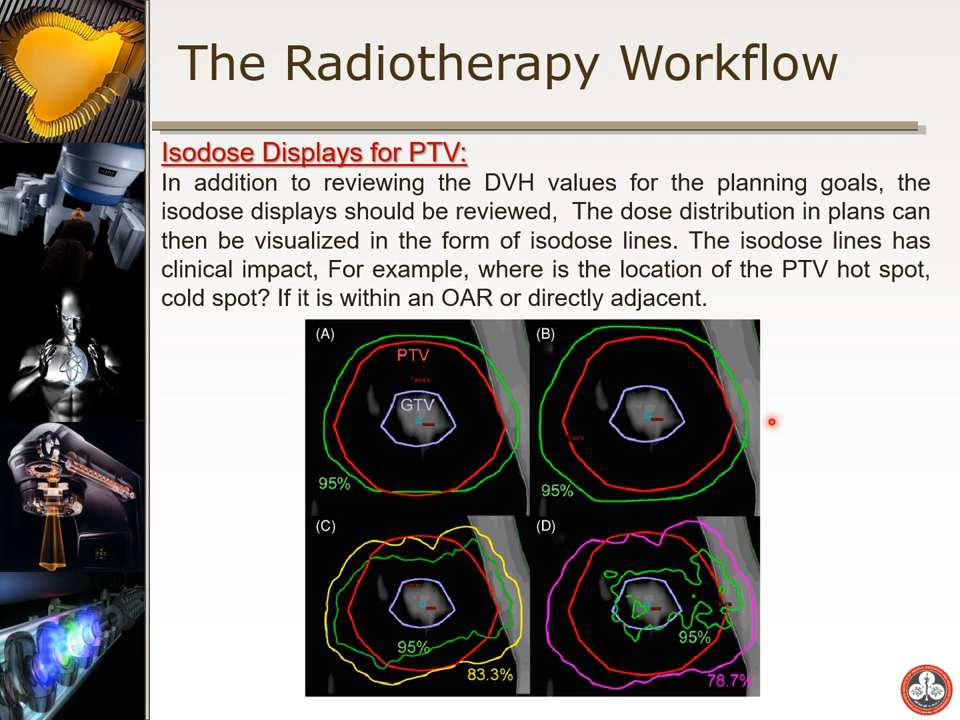 The Radiotherapy Workflow
Isodose Displays for PTV:
In addition to reviewing the DVH values for the planning goals, the
isodose displays should be reviewed, The dose distribution in plans can
then be visualized in the form of isodose lines. The isodose lines has
clinical impact, For example, where is the location of the PTV hot spot,
cold spot? If it is within an OAR or directly adjacent.
(A)
PTV
GTV
95%
(B)
95%
(C)
95%
83.3%
(D)
95%
78.7%